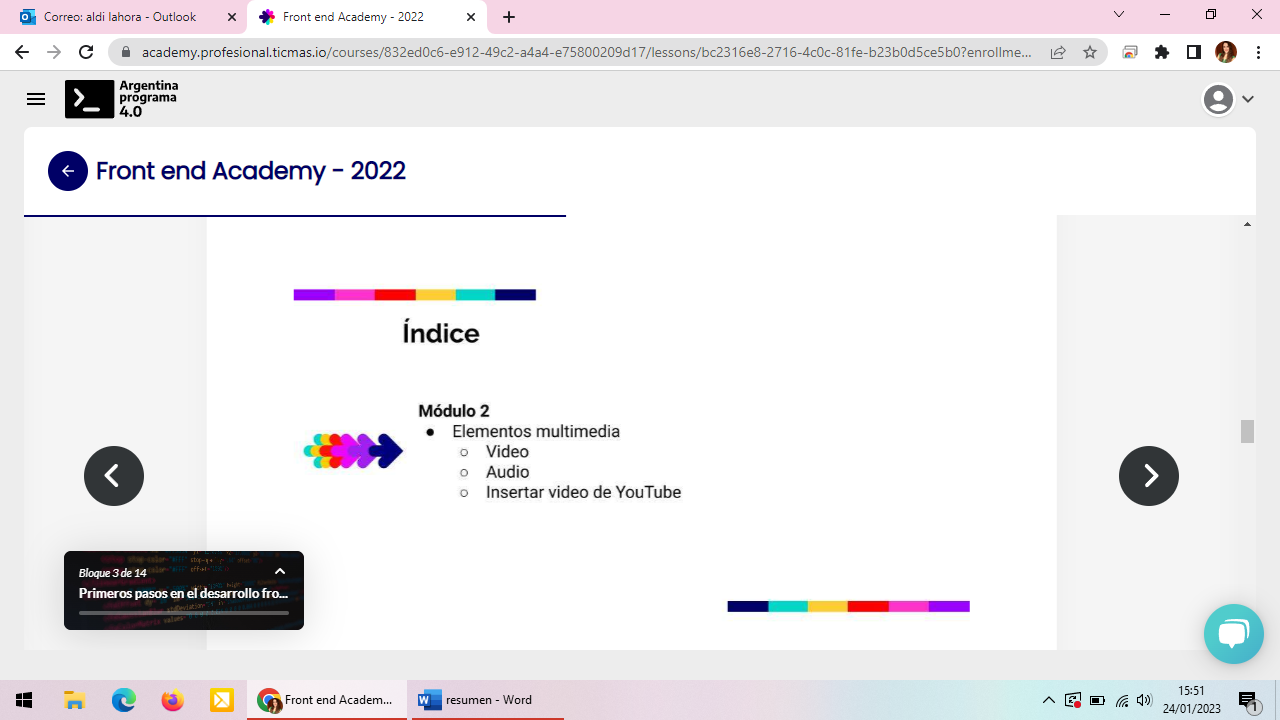 Correo: aldi lahora - Outlook
Front end Academy - 2022
academy.profesional.ticmas.io/courses/832ed0c6-e912-49c2-a4a4-e75800209d17/lessons/bc2316e8-2716-4c0c-81fe-b23b0d5ce5b0?enrollme...
Argentina
programa
4.0
Front end Academy - 2022
Índice
Módulo 2
Elementos multimedia
Video
Audio
Insertar video de YouTube
Bloque 3 de 14
Primeros pasos en el desarrollo fro...
Front end Academ...
resumen - Word
15:51
24/01/2023
1